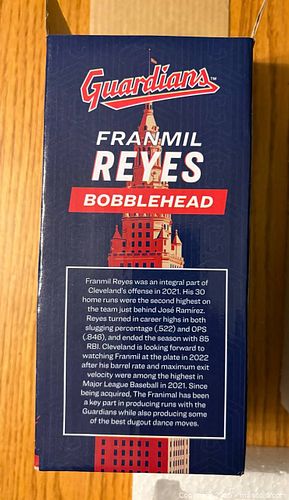 Guardians™
FRANMIL
REYES
BOBBLEHEAD
Franmil Reyes was an integral part of
Cleveland's offense in 2021. His 30
home runs were the second highest on
the team just behind José Ramírez.
Reyes turned in career highs in both
slugging percentage (.522) and OPS
(.846), and ended the season with 85
RBI. Cleveland is looking forward to
watching Franmil at the plate in 2022
after his barrel rate and maximum exit
velocity were among the highest in
Major League Baseball in 2021. Since
being acquired, The Franimal has been
a key part in producing runs with the
Guardians while also producing some
of the best dugout dance moves.